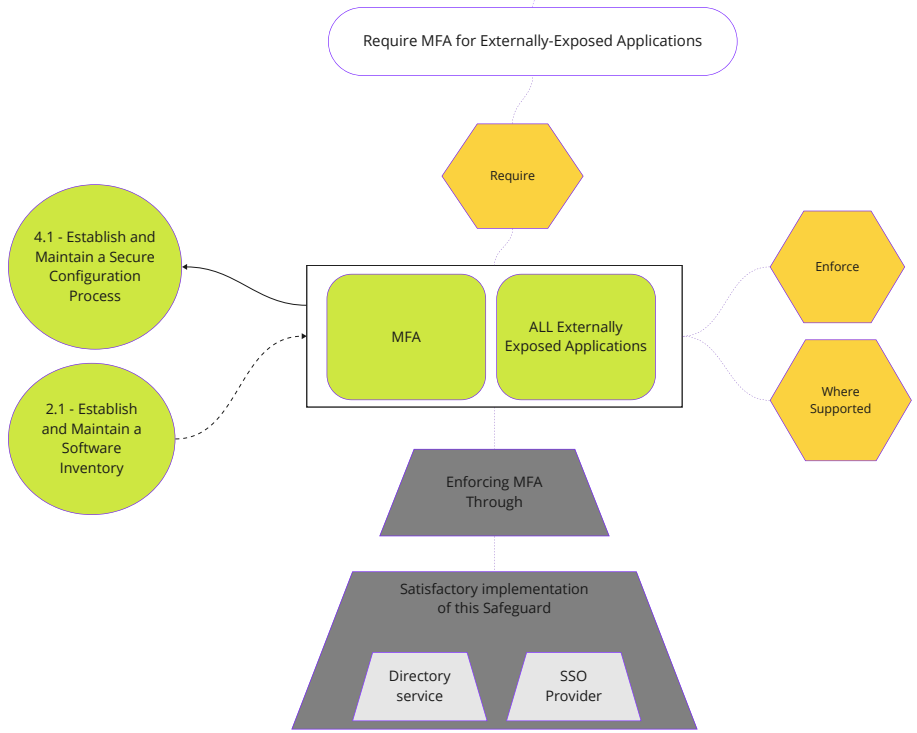 Require MFA for Externally-Exposed Applications
Require
4.1 - Establish and
Maintain a Secure
Configuration
Process
Enforce
MFA
ALL Externally
Exposed Applications
Where
Supported
2.1 - Establish
and Maintain a
Software
Inventory
Enforcing MFA
Through
Satisfactory implementation
of this Safeguard
Directory
service
SSO
Provider